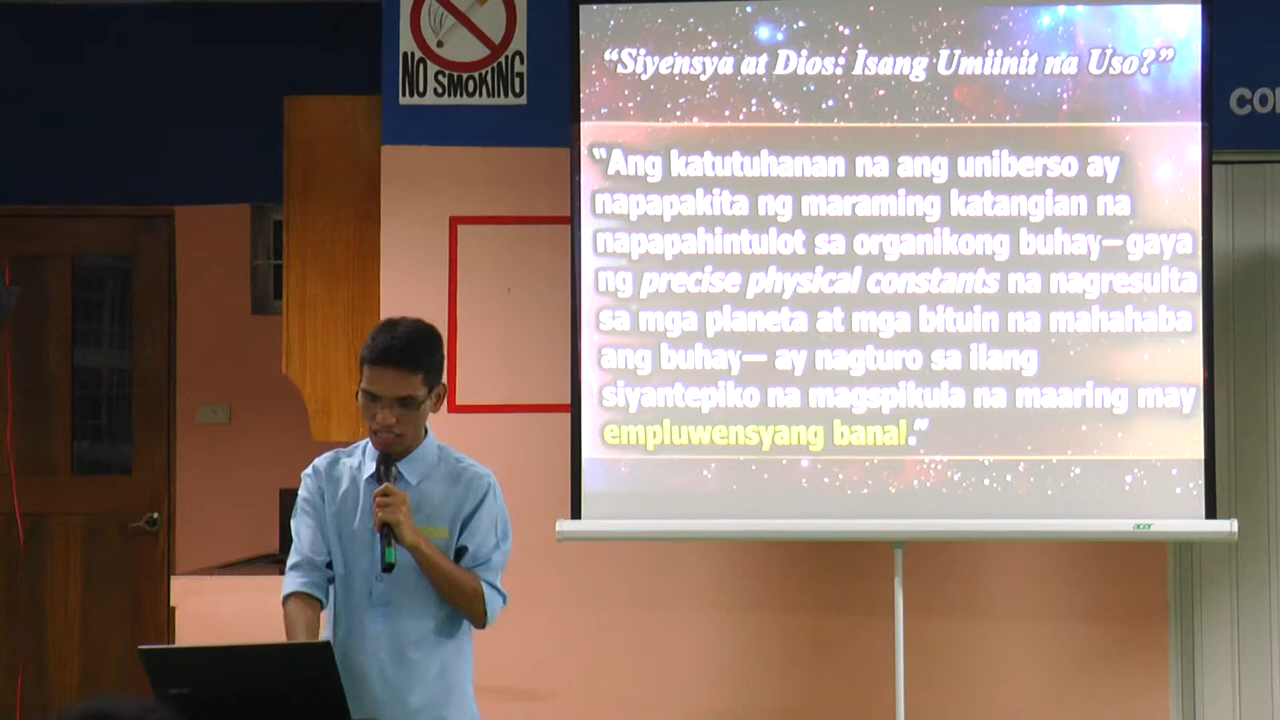 NO SMOKING
“Siyensya at Dios: Isang Umiinit na Uso?”
“Ang katutuhanan na ang uniberso ay
napapakita ng maraming katangian na
napapahintulot sa organikong buhay—gaya
ng precise physical constants na nagresulta
sa mga planeta at mga bituin na mahahaba
ang buhay— ay nagturo sa ilang
siyantepiko na magspikula na maaring may
empluwensyang banal.”
acer